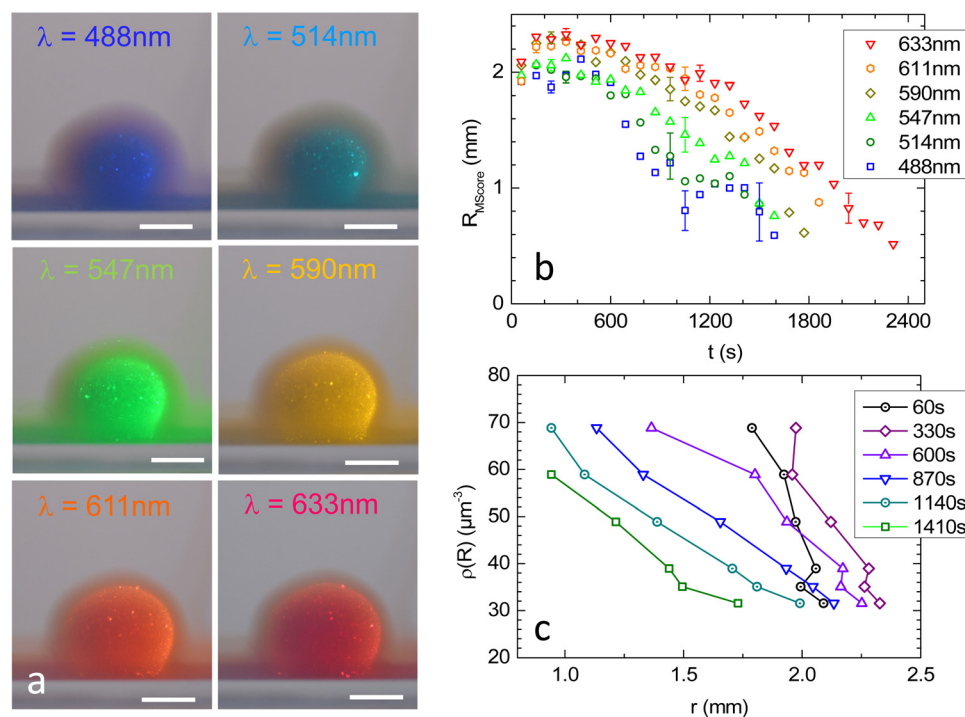 λ = 488nm
λ = 514nm
λ = 547nm
λ = 590nm
λ = 611nm
λ = 633nm
a
R_MScore (mm)
2
1
0
0
600
1200
1800
2400
t (s)
633nm
611nm
590nm
547nm
514nm
488nm
b
ρ(R) (µm⁻³)
80
70
60
50
40
30
20
1.0
1.5
2.0
2.5
r (mm)
60s
330s
600s
870s
1140s
1410s
c